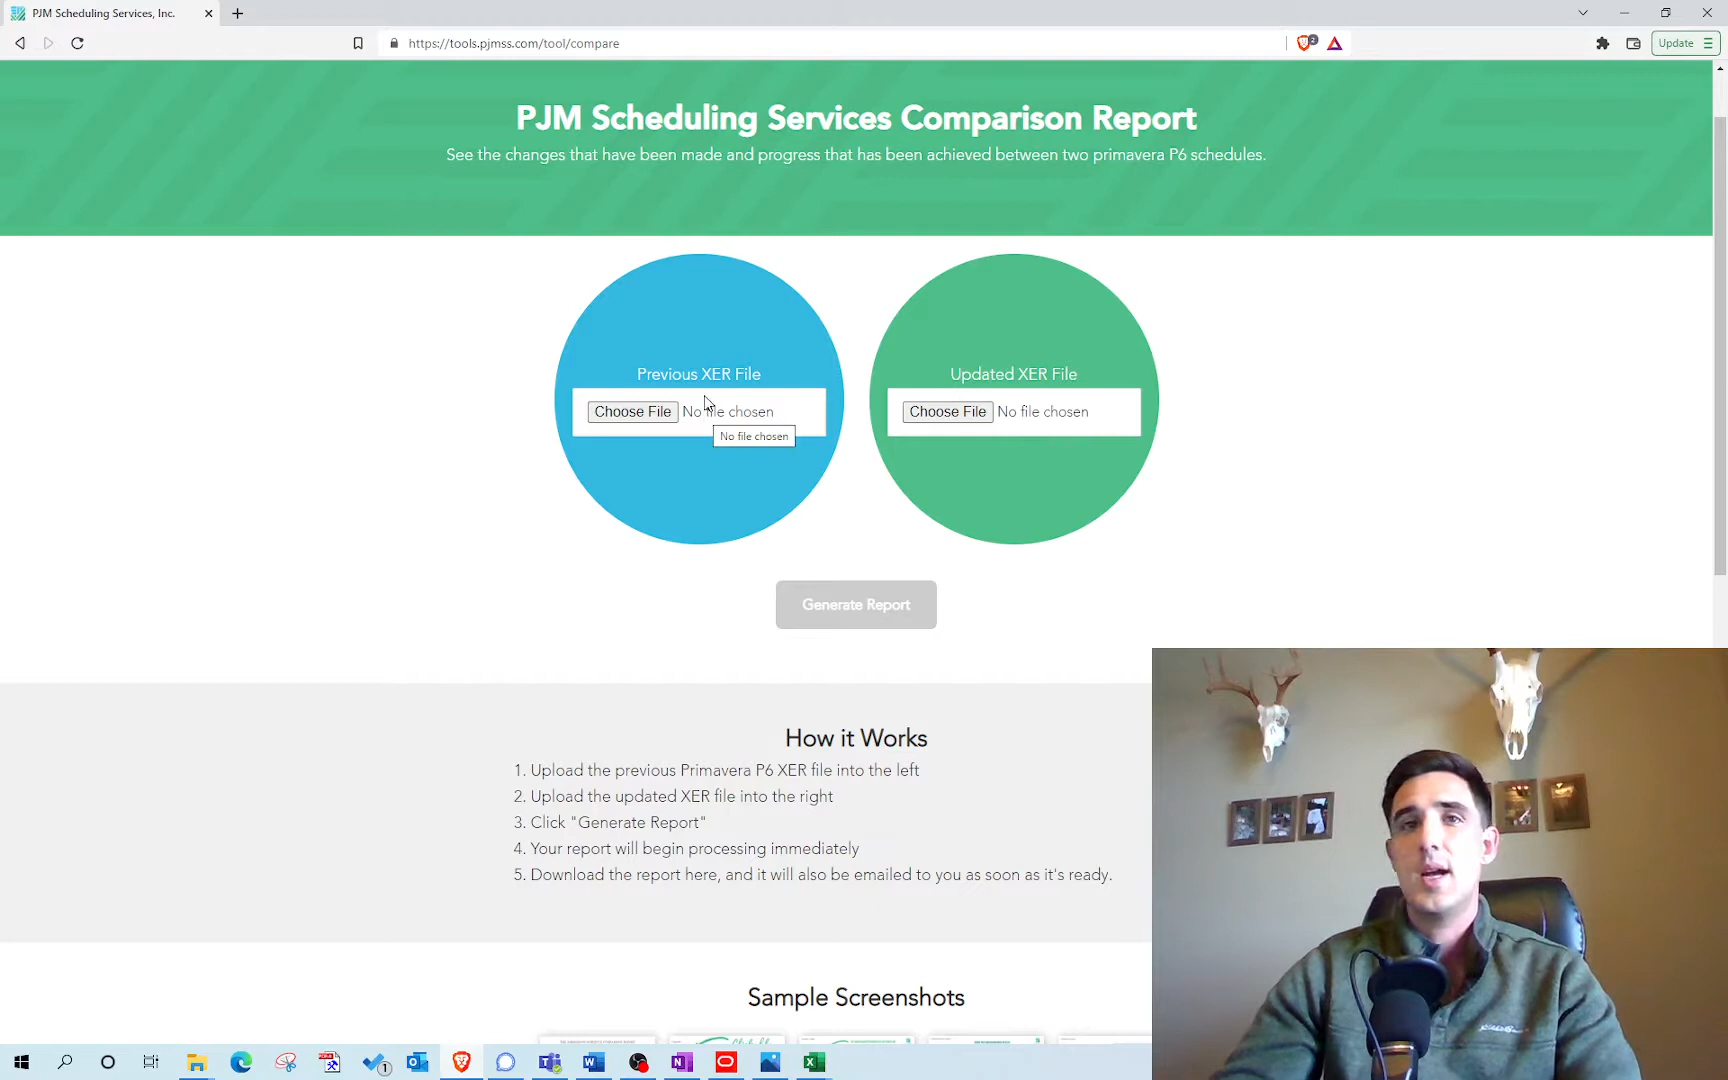 PJM Scheduling Services, Inc.
https://tools.pjmss.com/tool/compare
2
Update
PJM Scheduling Services Comparison Report
See the changes that have been made and progress that has been achieved between two primavera P6 schedules.
Previous XER File
Updated XER File
Choose File No file chosen
Choose File No file chosen
No file chosen
Generate Report
How it Works
1. Upload the previous Primavera P6 XER file into the left
2. Upload the updated XER file into the right
3. Click "Generate Report"
4. Your report will begin processing immediately
5. Download the report here, and it will also be emailed to you as soon as it's ready.
Sample Screenshots
1